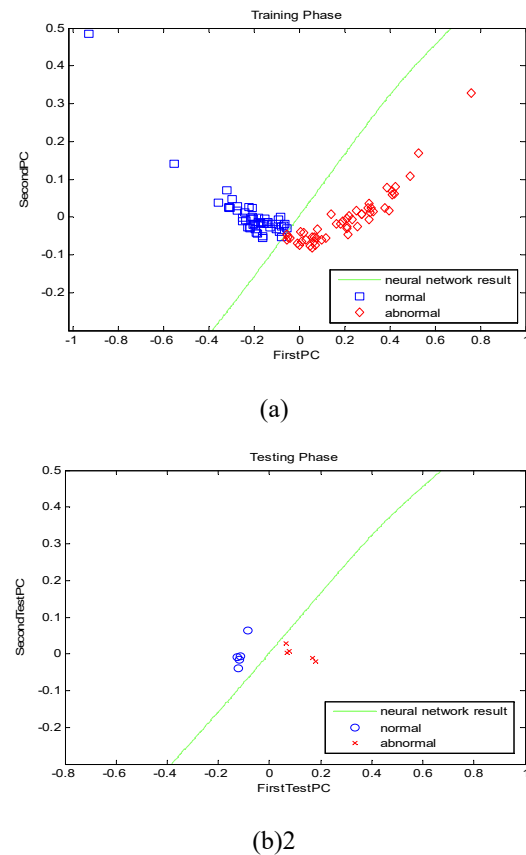 Training Phase
0.5
0.4
0.3
0.2
0.1
0
-0.1
-0.2
SecondPC
neural network result
normal
abnormal
-1 -0.8 -0.6 -0.4 -0.2 0 0.2 0.4 0.6 0.8 1
FirstPC
(a)
Testing Phase
0.5
0.4
0.3
0.2
0.1
0
-0.1
-0.2
SecondTestPC
neural network result
normal
abnormal
-0.8 -0.6 -0.4 -0.2 0 0.2 0.4 0.6 0.8 1
FirstTestPC
(b)2